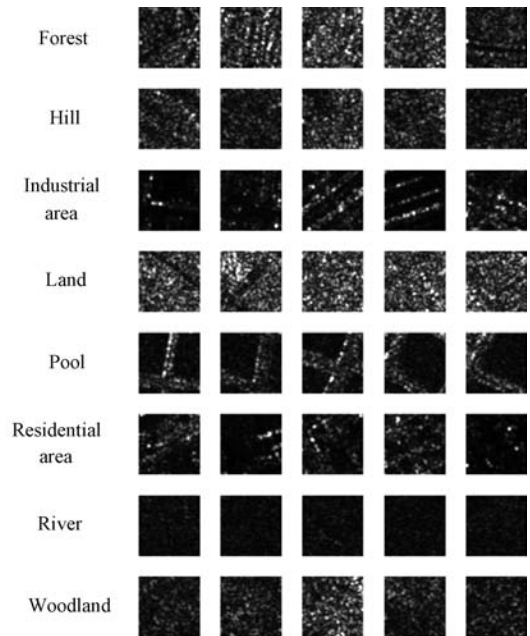 Forest
Hill
Industrial
area
Land
Pool
Residential
area
River
Woodland